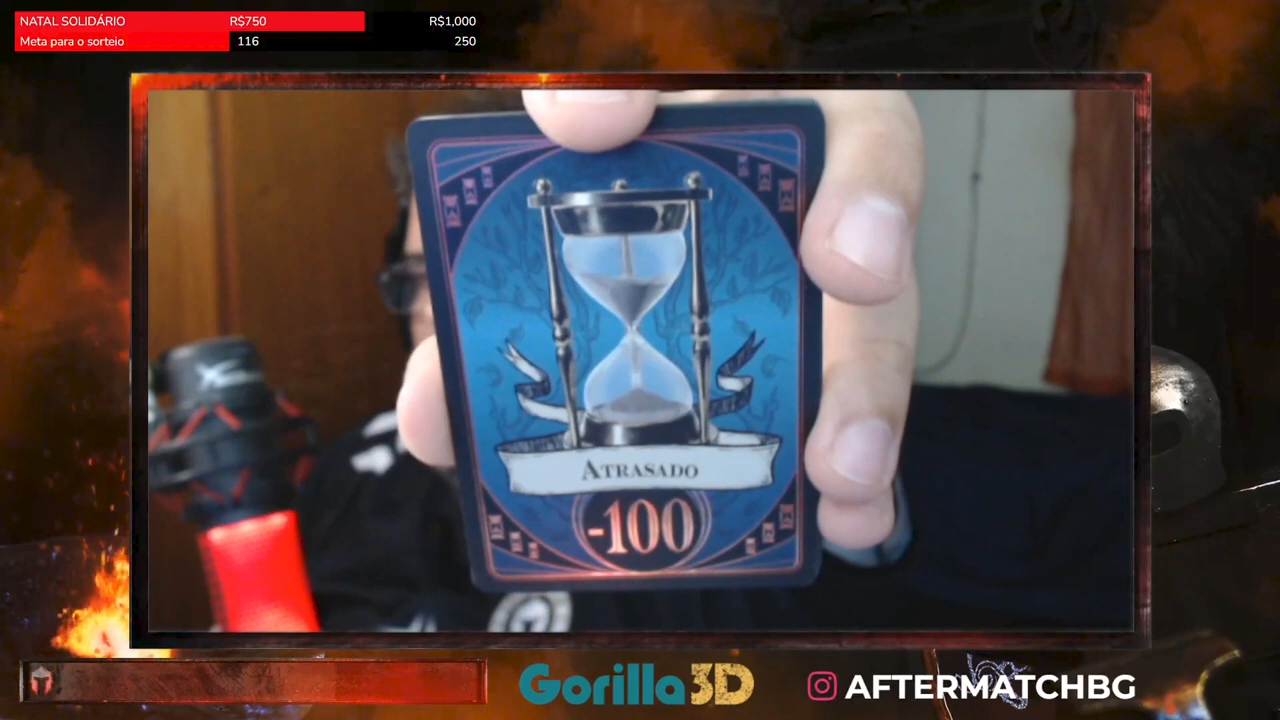 NATAL SOLIDÁRIO R$750 R$1,000
Meta para o sorteio 116 250
ATRASADO
-100
Gorilla3D
AFTERMATCHBG